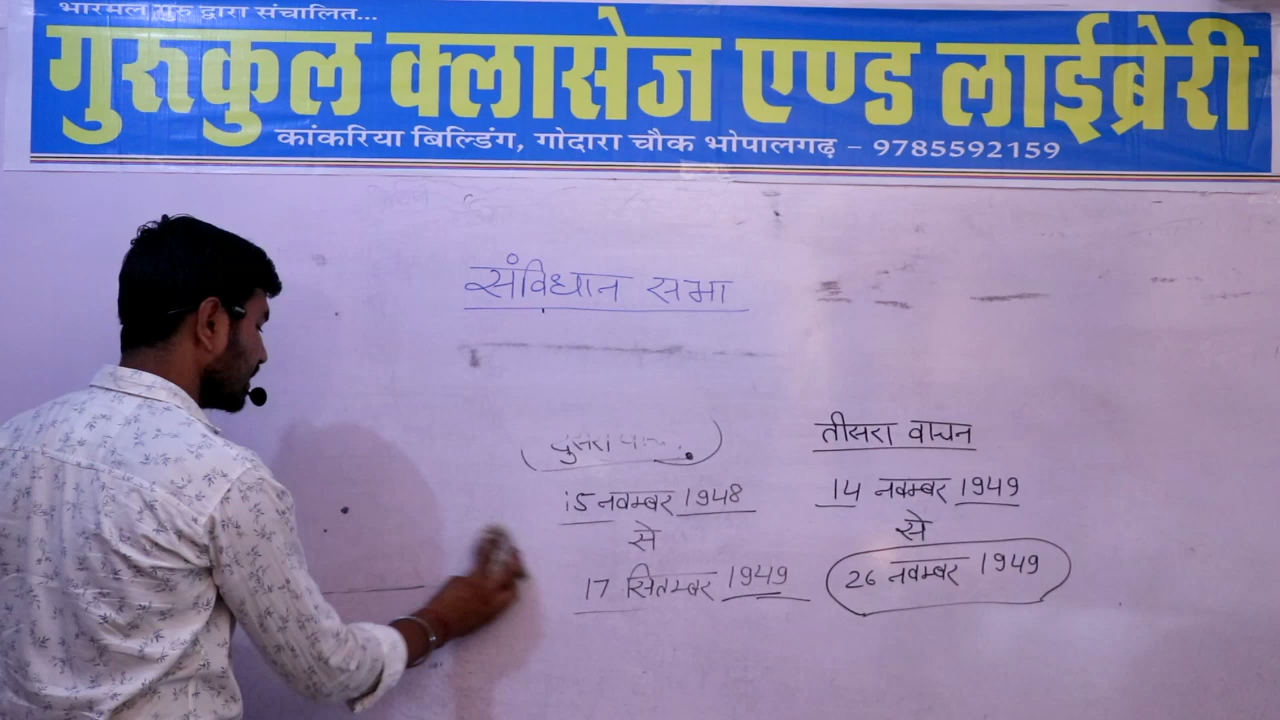 भारमल गुरु द्वारा संचालित...
गुरुकुल क्लासेज एण्ड लाईब्रेरी
कांकरिया बिल्डिंग, गोदारा चौक भोपालगढ़ – 9785592159
संविधान सभा
दुसरा
15 नवम्बर 1948
से
17 सितम्बर 1949
तीसरा वाचन
14 नवम्बर 1949
से
26 नवम्बर 1949